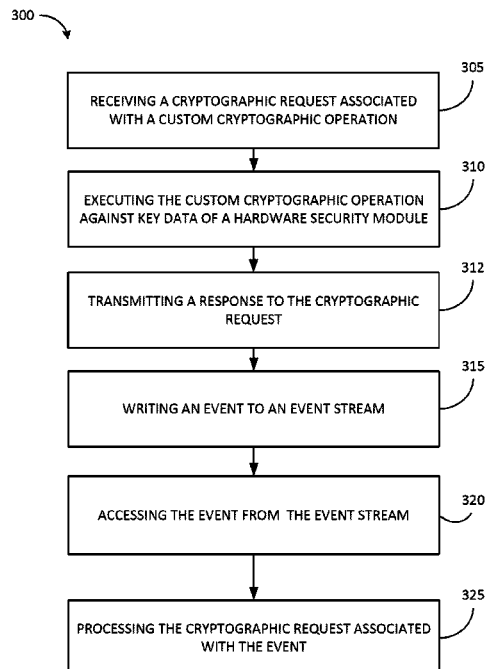 300
305
RECEIVING A CRYPTOGRAPHIC REQUEST ASSOCIATED
WITH A CUSTOM CRYPTOGRAPHIC OPERATION
310
EXECUTING THE CUSTOM CRYPTOGRAPHIC OPERATION
AGAINST KEY DATA OF A HARDWARE SECURITY MODULE
312
TRANSMITTING A RESPONSE TO THE CRYPTOGRAPHIC
REQUEST
315
WRITING AN EVENT TO AN EVENT STREAM
320
ACCESSING THE EVENT FROM THE EVENT STREAM
325
PROCESSING THE CRYPTOGRAPHIC REQUEST ASSOCIATED
WITH THE EVENT